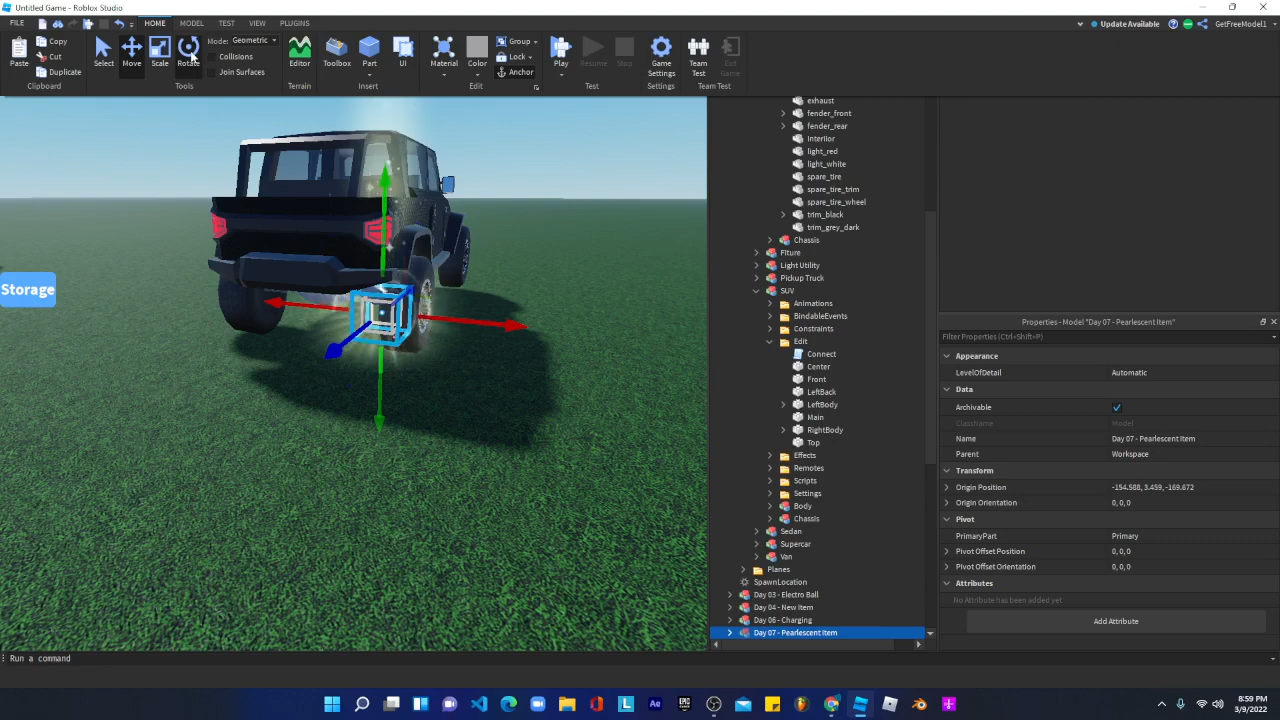 Untitled Game - Roblox Studio
FILE HOME MODEL TEST VIEW PLUGINS
Update Available GetFreeModel1
Paste Copy Cut Duplicate
Clipboard
Select Move Scale Rotate
Mode: Geometric
Collisions
Join Surfaces
Tools
Editor
Terrain
Toolbox Part UI
Insert
Material Color
Group
Lock
Anchor
Edit
Play Resume Stop
Test
Game Settings
Settings
Team Test Exit Game
Team Test
Storage
exhaust
fender_front
fender_rear
interiior
light_red
light_white
spare_tire
spare_tire_trim
spare_tire_wheel
trim_black
trim_grey_dark
Chassis
Fiture
Light Utility
Pickup Truck
SUV
Animations
BindableEvents
Constraints
Edit
Connect
Center
Front
LeftBack
LeftBody
Main
RightBody
Top
Effects
Remotes
Scripts
Settings
Body
Chassis
Sedan
Supercar
Van
Planes
SpawnLocation
Day 03 - Electro Ball
Day 04 - New Item
Day 06 - Charging
Day 07 - Pearlescent Item
Properties - Model "Day 07 - Pearlescent Item"
Filter Properties (Ctrl+Shift+P)
Appearance
LevelOfDetail Automatic
Data
Archivable
ClassName Model
Name Day 07 - Pearlescent Item
Parent Workspace
Transform
Origin Position -154.588, 3.459, -169.672
Origin Orientation 0, 0, 0
Pivot
PrimaryPart Primary
Pivot Offset Position 0, 0, 0
Pivot Offset Orientation 0, 0, 0
Attributes
No Attribute has been added yet
Add Attribute
Run a command
8:59 PM
3/9/2022